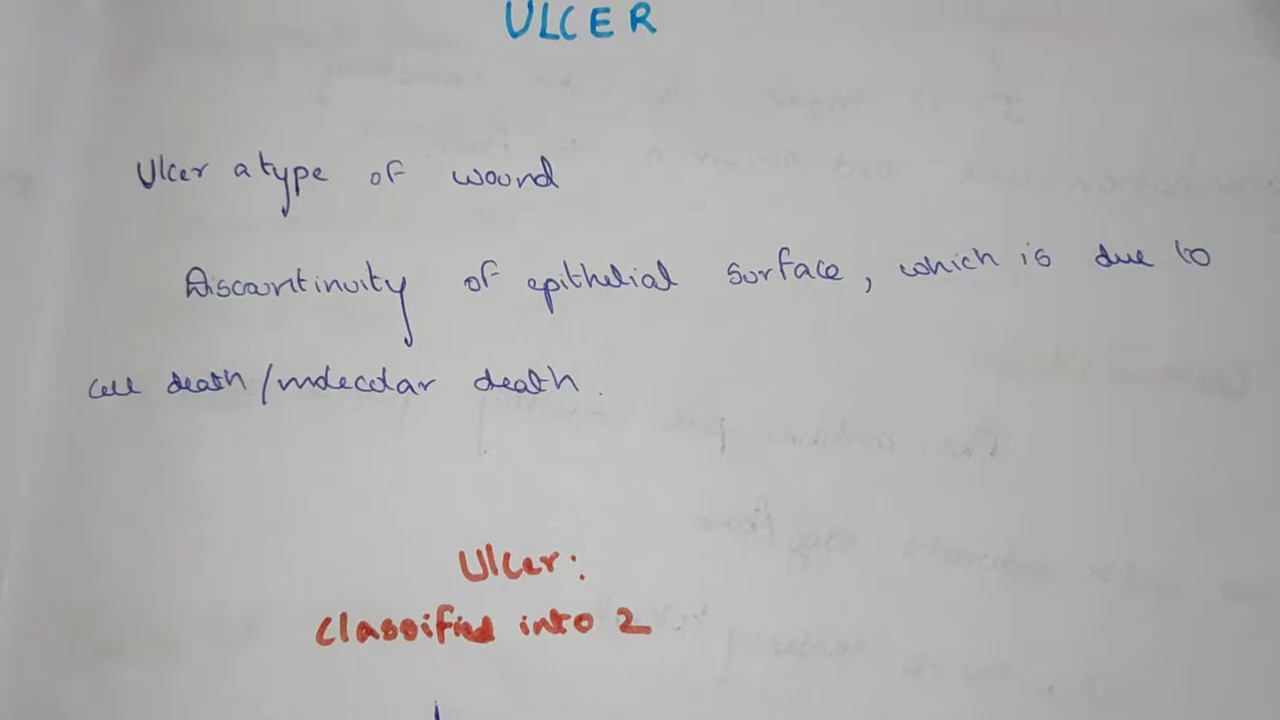 ULCER
Ulcer a type of wound
Discontinuity of epithelial surface, which is due to
cell death/molecular death.
Ulcer:
Classified into 2